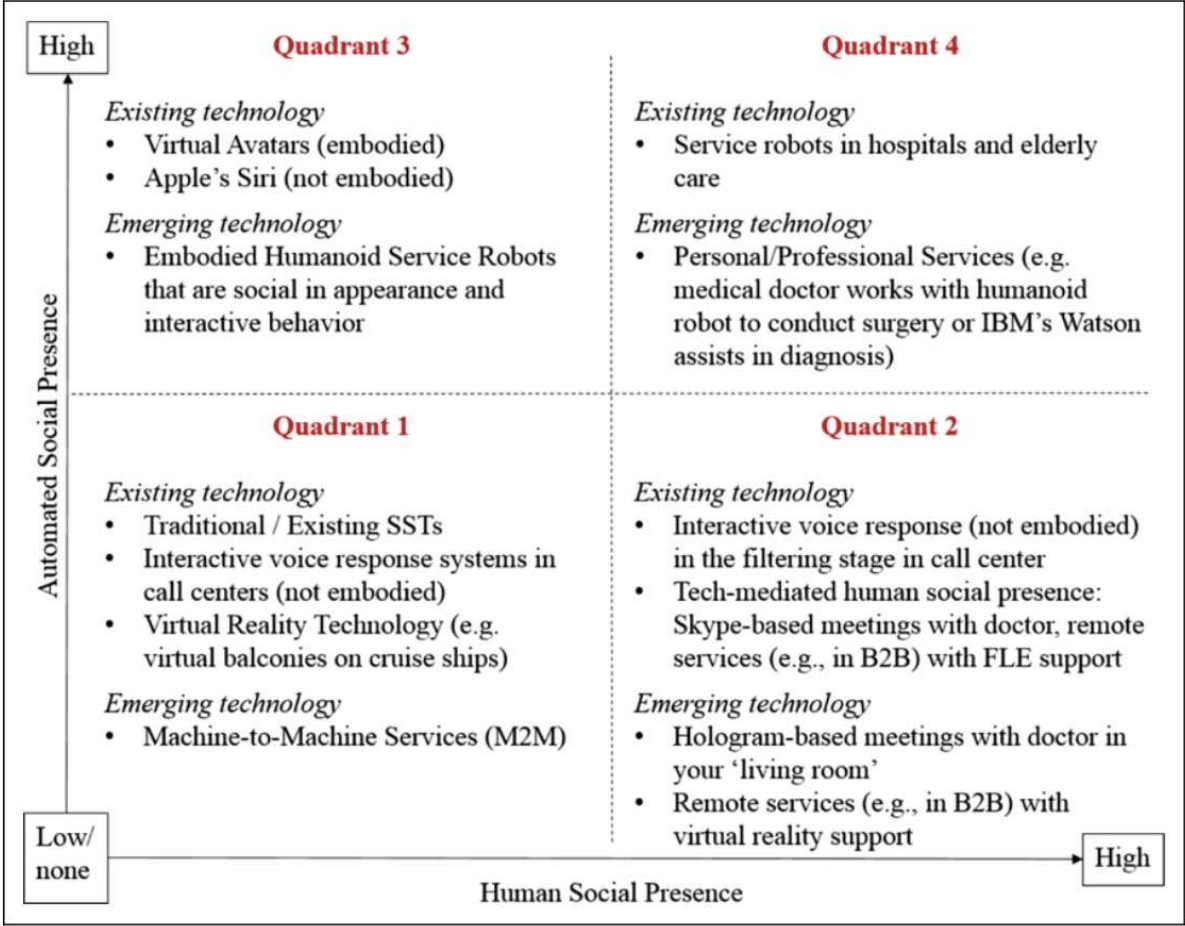 High
Quadrant 3
Existing technology
• Virtual Avatars (embodied)
• Apple’s Siri (not embodied)
Emerging technology
• Embodied Humanoid Service Robots
that are social in appearance and
interactive behavior
Quadrant 4
Existing technology
• Service robots in hospitals and elderly
care
Emerging technology
• Personal/Professional Services (e.g.
medical doctor works with humanoid
robot to conduct surgery or IBM’s Watson
assists in diagnosis)
Automated Social Presence
Quadrant 1
Existing technology
• Traditional / Existing SSTs
• Interactive voice response systems in
call centers (not embodied)
• Virtual Reality Technology (e.g.
virtual balconies on cruise ships)
Emerging technology
• Machine-to-Machine Services (M2M)
Quadrant 2
Existing technology
• Interactive voice response (not embodied)
in the filtering stage in call center
• Tech-mediated human social presence:
Skype-based meetings with doctor, remote
services (e.g., in B2B) with FLE support
Emerging technology
• Hologram-based meetings with doctor in
your ‘living room’
• Remote services (e.g., in B2B) with
virtual reality support
Low/
none
Human Social Presence
High